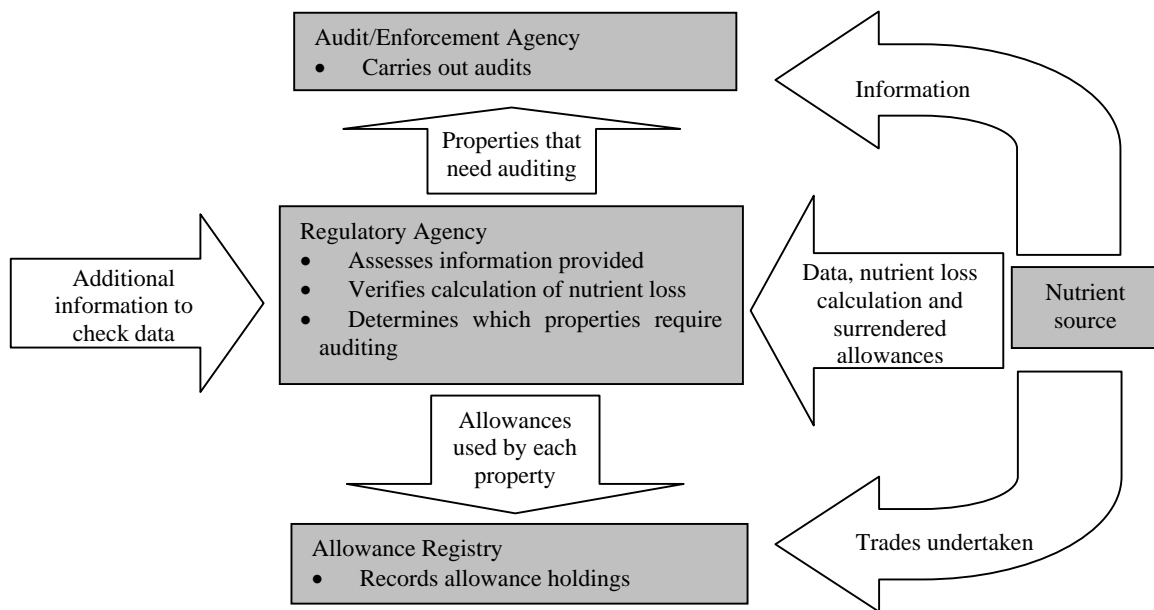 Audit/Enforcement Agency
• Carries out audits
Information
Properties that
need auditing
Regulatory Agency
• Assesses information provided
• Verifies calculation of nutrient loss
• Determines which properties require
auditing
Additional
information to
check data
Data, nutrient loss
calculation and
surrendered
allowances
Nutrient
source
Allowances
used by each
property
Allowance Registry
• Records allowance holdings
Trades undertaken